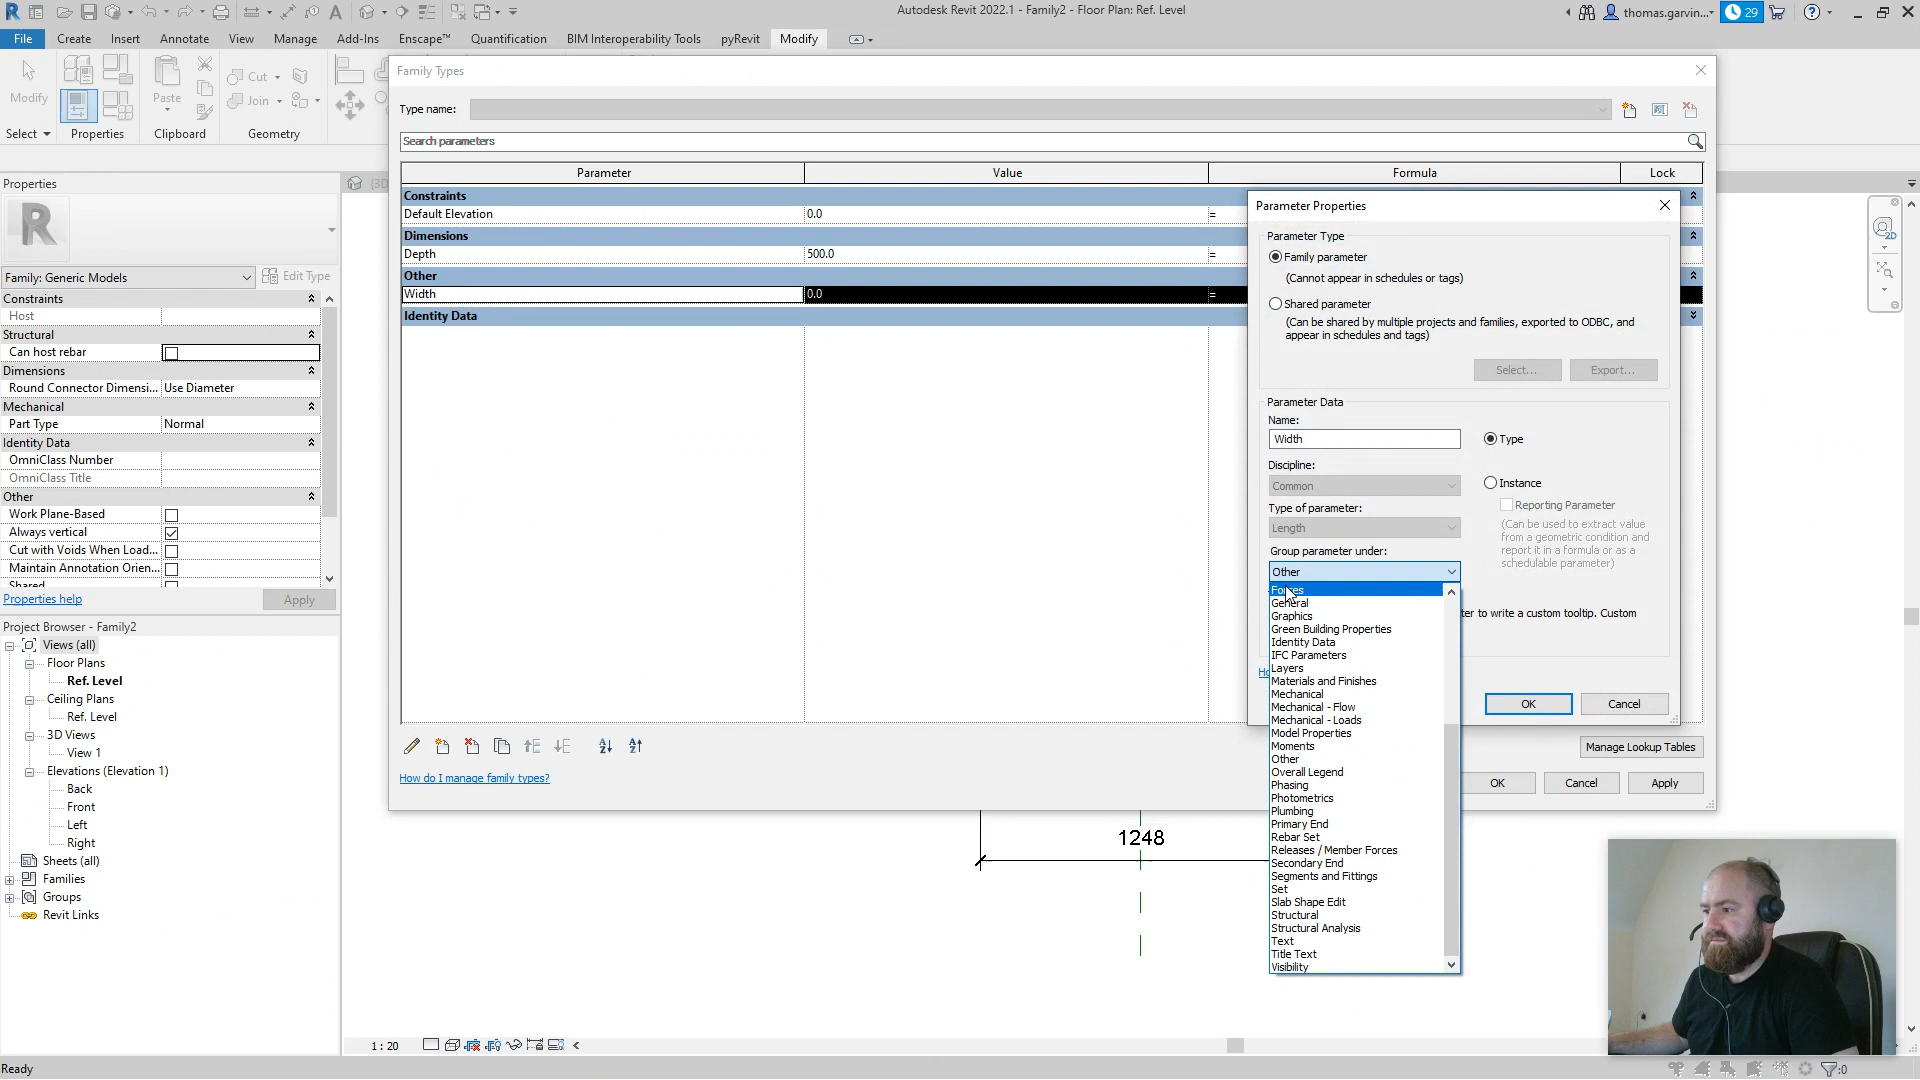 Autodesk Revit 2022.1 - Family2 - Floor Plan: Ref. Level
thomas.garvin...
29
File
Create
Insert
Annotate
View
Manage
Add-Ins
Enscape™
Quantification
BIM Interoperability Tools
pyRevit
Modify
Modify
Paste
Cut
Join
Select
Properties
Clipboard
Geometry
Family Types
Type name:
Search parameters
Parameter
Value
Formula
Lock
Constraints
Default Elevation
0.0
=
Dimensions
Depth
500.0
=
Other
Width
0.0
=
Identity Data
How do I manage family types?
Manage Lookup Tables
OK
Cancel
Apply
Parameter Properties
Parameter Type
Family parameter
(Cannot appear in schedules or tags)
Shared parameter
(Can be shared by multiple projects and families, exported to ODBC, and
appear in schedules and tags)
Select...
Export...
Parameter Data
Name:
Width
Type
Discipline:
Common
Instance
Reporting Parameter
(Can be used to extract value
from a geometric condition and
report it in a formula or as a
schedulable parameter)
Type of parameter:
Length
Group parameter under:
Other
Forces
General
Graphics
Green Building Properties
Identity Data
IFC Parameters
Layers
Materials and Finishes
Mechanical
Mechanical - Flow
Mechanical - Loads
Model Properties
Moments
Other
Overall Legend
Phasing
Photometrics
Plumbing
Primary End
Rebar Set
Releases / Member Forces
Secondary End
Segments and Fittings
Set
Slab Shape Edit
Structural
Structural Analysis
Text
Title Text
Visibility
to write a custom tooltip. Custom
OK
Cancel
Properties
Family: Generic Models
Edit Type
Constraints
Host
Structural
Can host rebar
Dimensions
Round Connector Dimensi...
Use Diameter
Mechanical
Part Type
Normal
Identity Data
OmniClass Number
OmniClass Title
Other
Work Plane-Based
Always vertical
Cut with Voids When Load...
Maintain Annotation Orien...
Shared
Properties help
Apply
Project Browser - Family2
Views (all)
Floor Plans
Ref. Level
Ceiling Plans
Ref. Level
3D Views
View 1
Elevations (Elevation 1)
Back
Front
Left
Right
Sheets (all)
Families
Groups
Revit Links
1248
1 : 20
Ready
:0